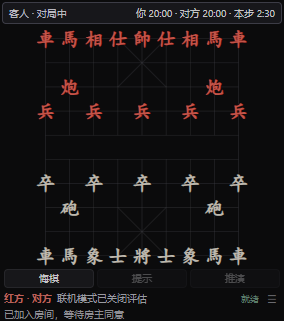 客人 · 对局中 你 20:00 · 对方 20:00 · 本步 2:30
車 馬 相 仕 帥 仕 相 馬 車
炮 炮
兵 兵 兵 兵 兵
卒 卒 卒 卒 卒
砲 砲
車 馬 象 士 將 士 象 馬 車
悔棋 提示 推演
红方 · 对方 联机模式已关闭评估 就绪 ☰
已加入房间，等待房主同意